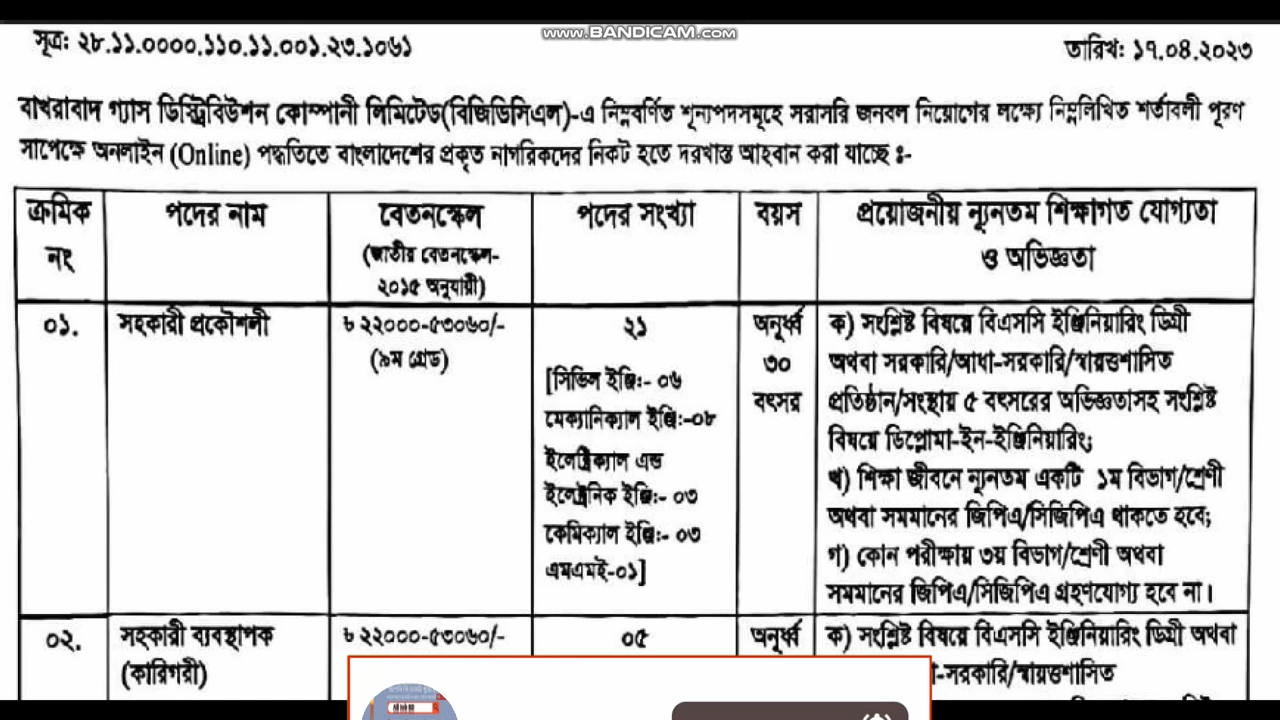 www.BANDICAM.com
সূত্র: ২৮.১১.০০০০.১১০.১১.০০১.২৩.১০৬১
তারিখ: ১৭.০৪.২০২৩
বাখরাবাদ গ্যাস ডিস্ট্রিবিউশন কোম্পানী লিমিটেড(বিজিডিসিএল)-এ নিম্নবর্ণিত শূন্যপদসমূহে সরাসরি জনবল নিয়োগের লক্ষ্যে নিম্নলিখিত শর্তাবলী পূরণ
সাপেক্ষে অনলাইন (Online) পদ্ধতিতে বাংলাদেশের প্রকৃত নাগরিকদের নিকট হতে দরখাস্ত আহবান করা যাচ্ছে ঃ-
ক্রমিক
নং
পদের নাম
বেতনস্কেল
(জাতীয় বেতনস্কেল-
২০১৫ অনুযায়ী)
পদের সংখ্যা
বয়স
প্রয়োজনীয় ন্যূনতম শিক্ষাগত যোগ্যতা
ও অভিজ্ঞতা
০১.
সহকারী প্রকৌশলী
৳ ২২০০০-৫৩০৬০/-
(৯ম গ্রেড)
২১
[সিভিল ইঞ্জি:- ০৬
মেক্যানিক্যাল ইঞ্জি:-০৮
ইলেক্ট্রিক্যাল এন্ড
ইলেক্ট্রনিক ইঞ্জি:- ০৩
কেমিক্যাল ইঞ্জি:- ০৩
এমএমই-০১]
অনূর্ধ্ব
৩০
বৎসর
ক) সংশ্লিষ্ট বিষয়ে বিএসসি ইঞ্জিনিয়ারিং ডিগ্রী
অথবা সরকারি/আধা-সরকারি/স্বায়ত্তশাসিত
প্রতিষ্ঠান/সংস্থায় ৫ বৎসরের অভিজ্ঞতাসহ সংশ্লিষ্ট
বিষয়ে ডিপ্লোমা-ইন-ইঞ্জিনিয়ারিং;
খ) শিক্ষা জীবনে ন্যূনতম একটি ১ম বিভাগ/শ্রেণী
অথবা সমমানের জিপিএ/সিজিপিএ থাকতে হবে;
গ) কোন পরীক্ষায় ৩য় বিভাগ/শ্রেণী অথবা
সমমানের জিপিএ/সিজিপিএ গ্রহণযোগ্য হবে না।
০২.
সহকারী ব্যবস্থাপক
(কারিগরী)
৳ ২২০০০-৫৩০৬০/-
০৫
অনূর্ধ্ব
ক) সংশ্লিষ্ট বিষয়ে বিএসসি ইঞ্জিনিয়ারিং ডিগ্রী অথবা
-সরকারি/স্বায়ত্তশাসিত